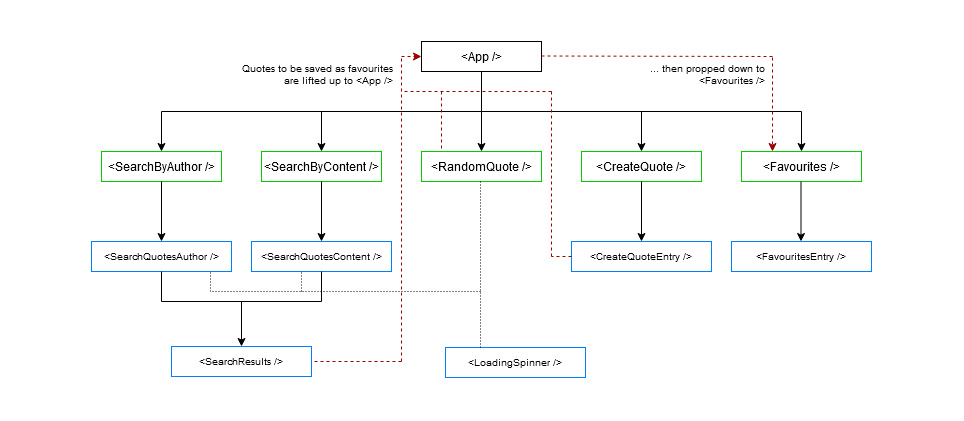 <App />
Quotes to be saved as favourites
are lifted up to <App />
... then propped down to
<Favourites />
<SearchByAuthor />
<SearchByContent />
<RandomQuote />
<CreateQuote />
<Favourites />
<SearchQuotesAuthor />
<SearchQuotesContent />
<CreateQuoteEntry />
<FavouritesEntry />
<SearchResults />
<LoadingSpinner />